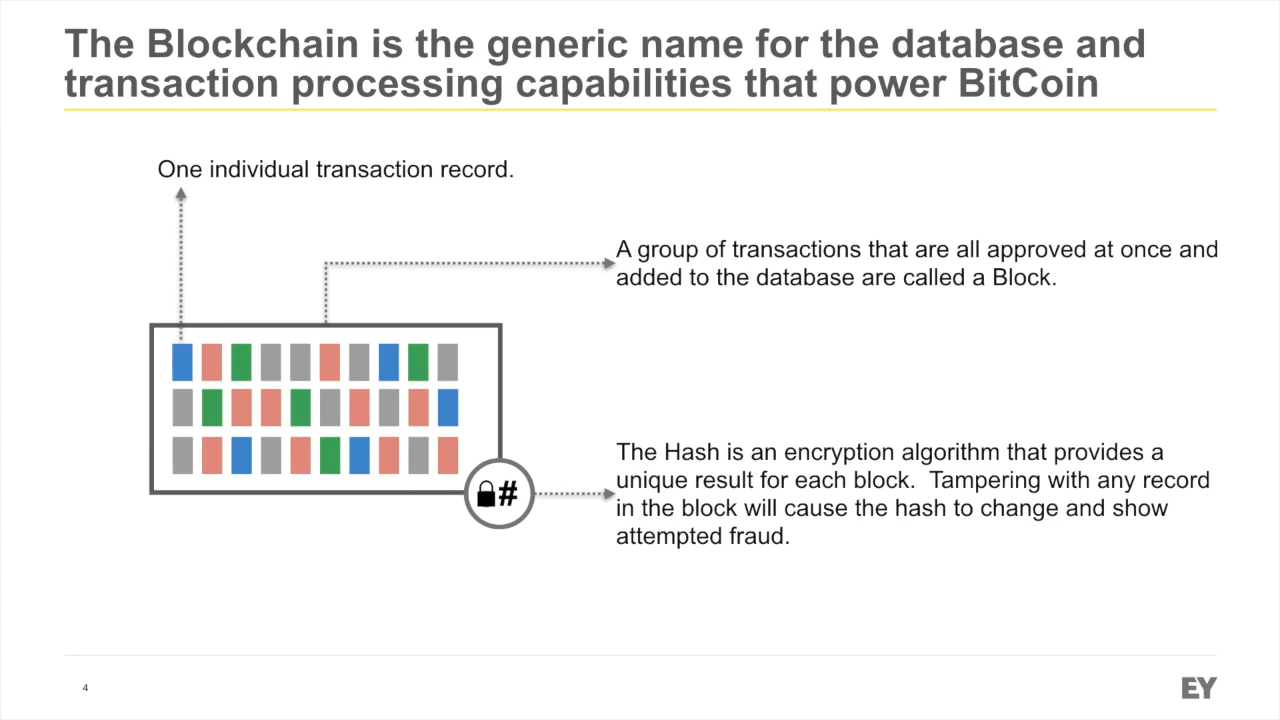 The Blockchain is the generic name for the database and
transaction processing capabilities that power BitCoin
One individual transaction record.
A group of transactions that are all approved at once and
added to the database are called a Block.
#
The Hash is an encryption algorithm that provides a
unique result for each block.  Tampering with any record
in the block will cause the hash to change and show
attempted fraud.
4
EY